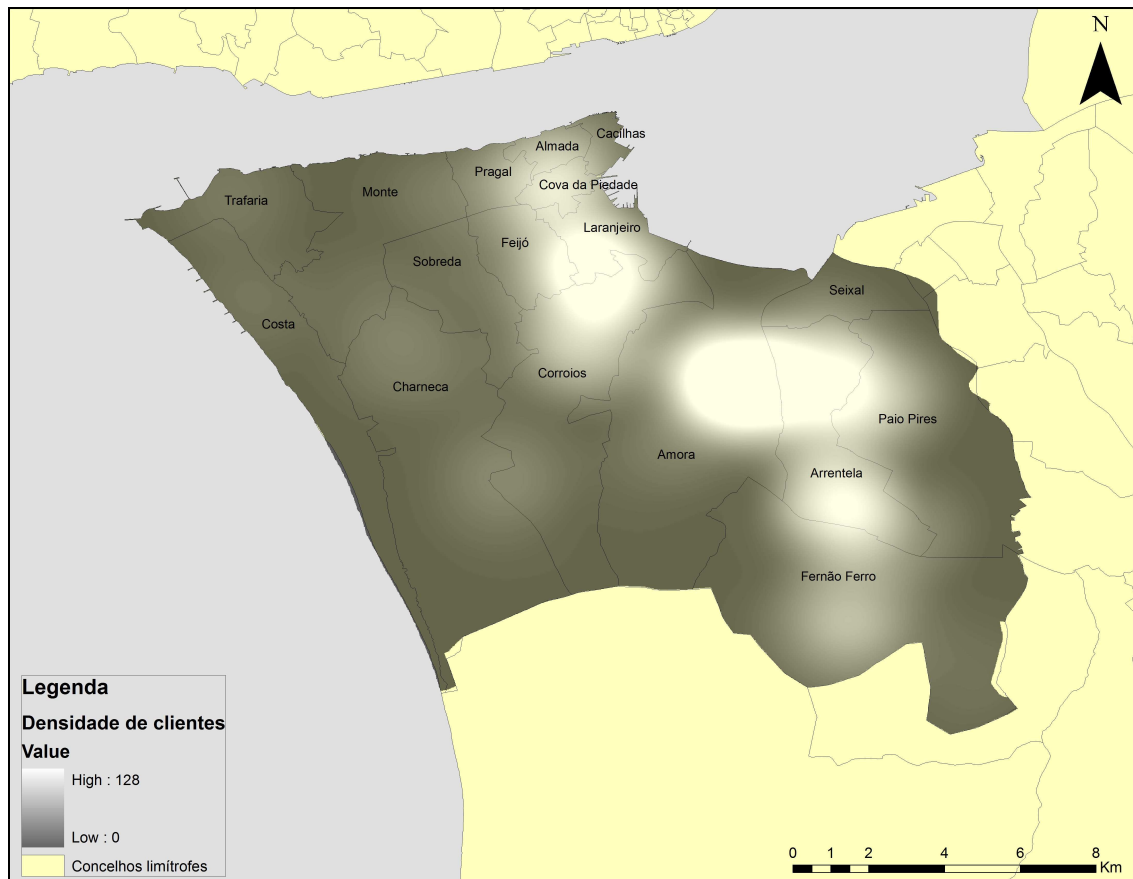 N
Cacilhas
Almada
Pragal
Cova da Piedade
Monte
Trafaria
Laranjeiro
Feijó
Sobreda
Seixal
Costa
Corroios
Charneca
Paio Pires
Amora
Arrentela
Fernão Ferro
Legenda
Densidade de clientes
Value
High : 128
Low : 0
Concelhos limítrofes
0 1 2 4 6 8
Km